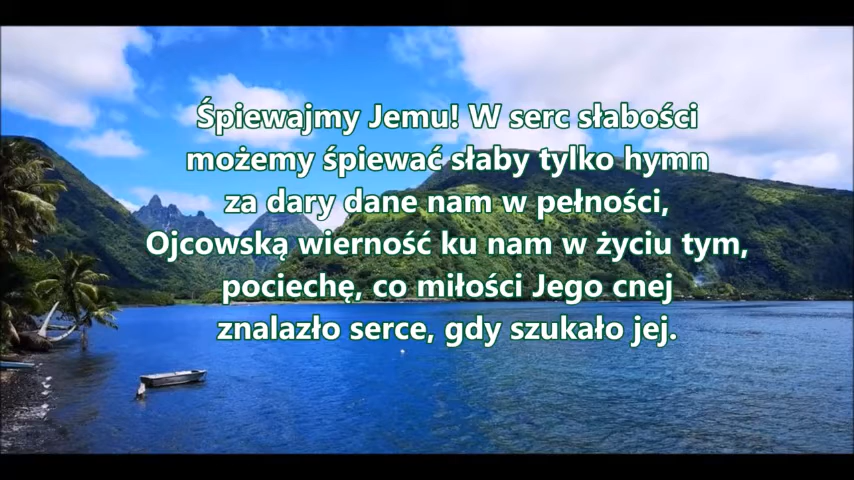 Śpiewajmy Jemu! W serc słabości
możemy śpiewać słaby tylko hymn
za dary dane nam w pełności,
Ojcowską wierność ku nam w życiu tym,
pociechę, co miłości Jego cnej
znalazło serce, gdy szukało jej.